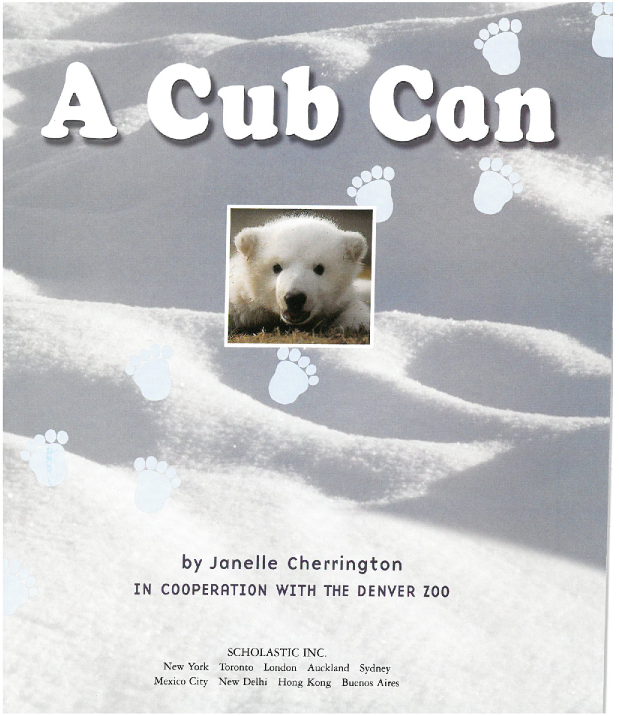 A Cub Can
by Janelle Cherrington
IN COOPERATION WITH THE DENVER ZOO
SCHOLASTIC INC.
New York Toronto London Auckland Sydney
Mexico City New Delhi Hong Kong Buenos Aires